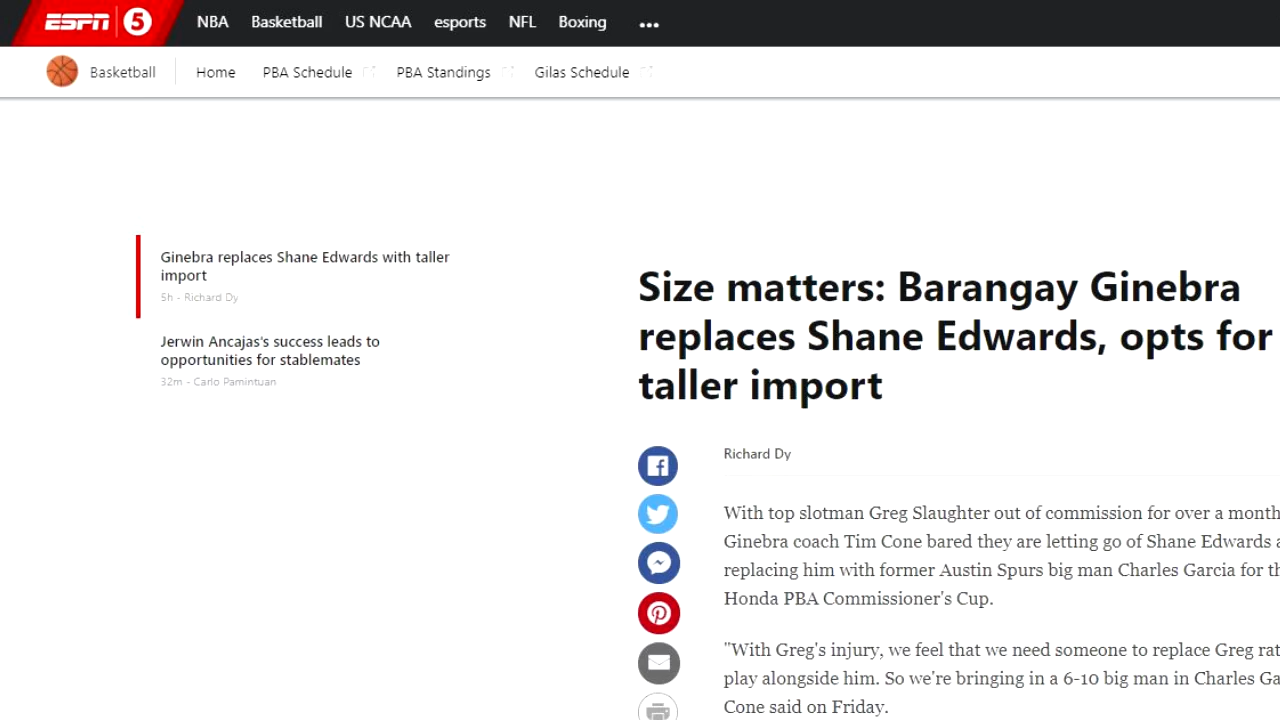 ESPN 5 NBA Basketball US NCAA esports NFL Boxing •••
Basketball Home PBA Schedule PBA Standings Gilas Schedule
Ginebra replaces Shane Edwards with taller
import
5h - Richard Dy
Jerwin Ancajas's success leads to
opportunities for stablemates
32m - Carlo Pamintuan
Size matters: Barangay Ginebra
replaces Shane Edwards, opts for
taller import
Richard Dy
With top slotman Greg Slaughter out of commission for over a month
Ginebra coach Tim Cone bared they are letting go of Shane Edwards
replacing him with former Austin Spurs big man Charles Garcia for
Honda PBA Commissioner's Cup.
"With Greg's injury, we feel that we need someone to replace Greg
play alongside him. So we're bringing in a 6-10 big man in Charles
Cone said on Friday.